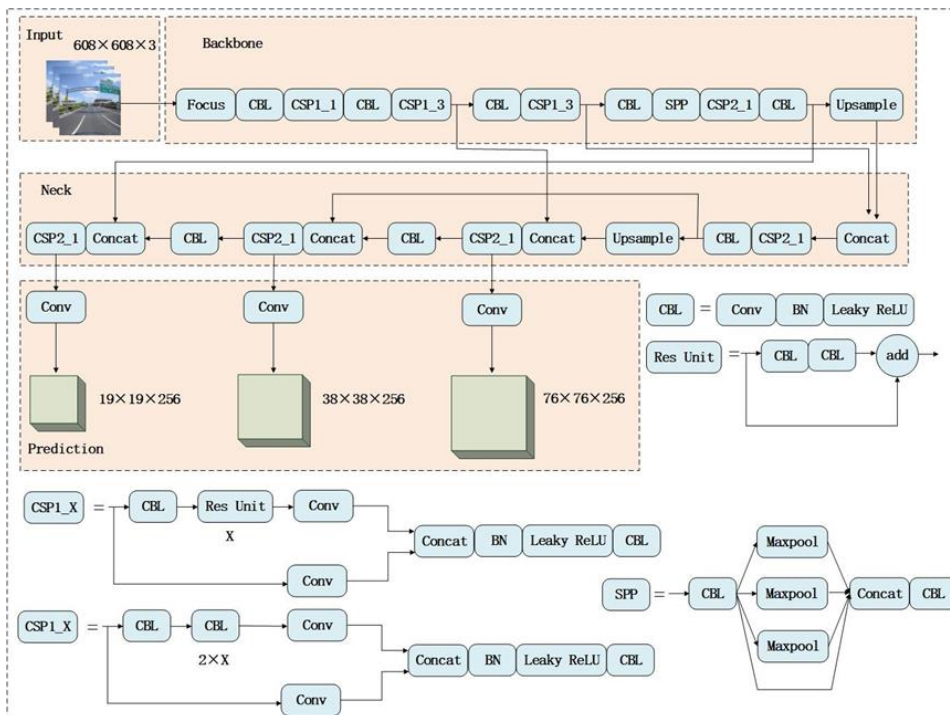 Input
608×608×3
Backbone
Focus CBL CSP1_1 CBL CSP1_3 CBL CSP1_3 CBL SPP CSP2_1 CBL Upsample
Neck
CSP2_1 Concat CBL CSP2_1 Concat CBL CSP2_1 Concat Upsample CBL CSP2_1 Concat
Conv Conv Conv
19×19×256 38×38×256 76×76×256
Prediction
CBL = Conv BN Leaky ReLU
Res Unit = CBL CBL add
CSP1_X = CBL Res Unit Conv
X
Concat BN Leaky ReLU CBL
Conv
CSP1_X = CBL CBL Conv
2×X
Concat BN Leaky ReLU CBL
Conv
Maxpool
SPP = CBL Maxpool Concat CBL
Maxpool